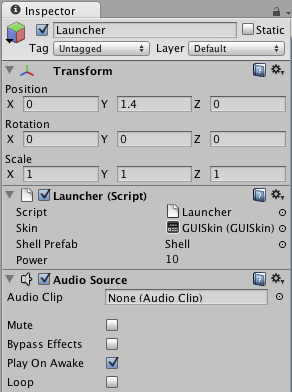 Inspector
Launcher Static
Tag Untagged Layer Default
Transform
Position
X 0 Y 1.4 Z 0
Rotation
X 0 Y 0 Z 0
Scale
X 1 Y 1 Z 1
Launcher (Script)
Script Launcher
Skin GUISkin (GUISkin)
Shell Prefab Shell
Power 10
Audio Source
Audio Clip None (Audio Clip)
Mute
Bypass Effects
Play On Awake
Loop